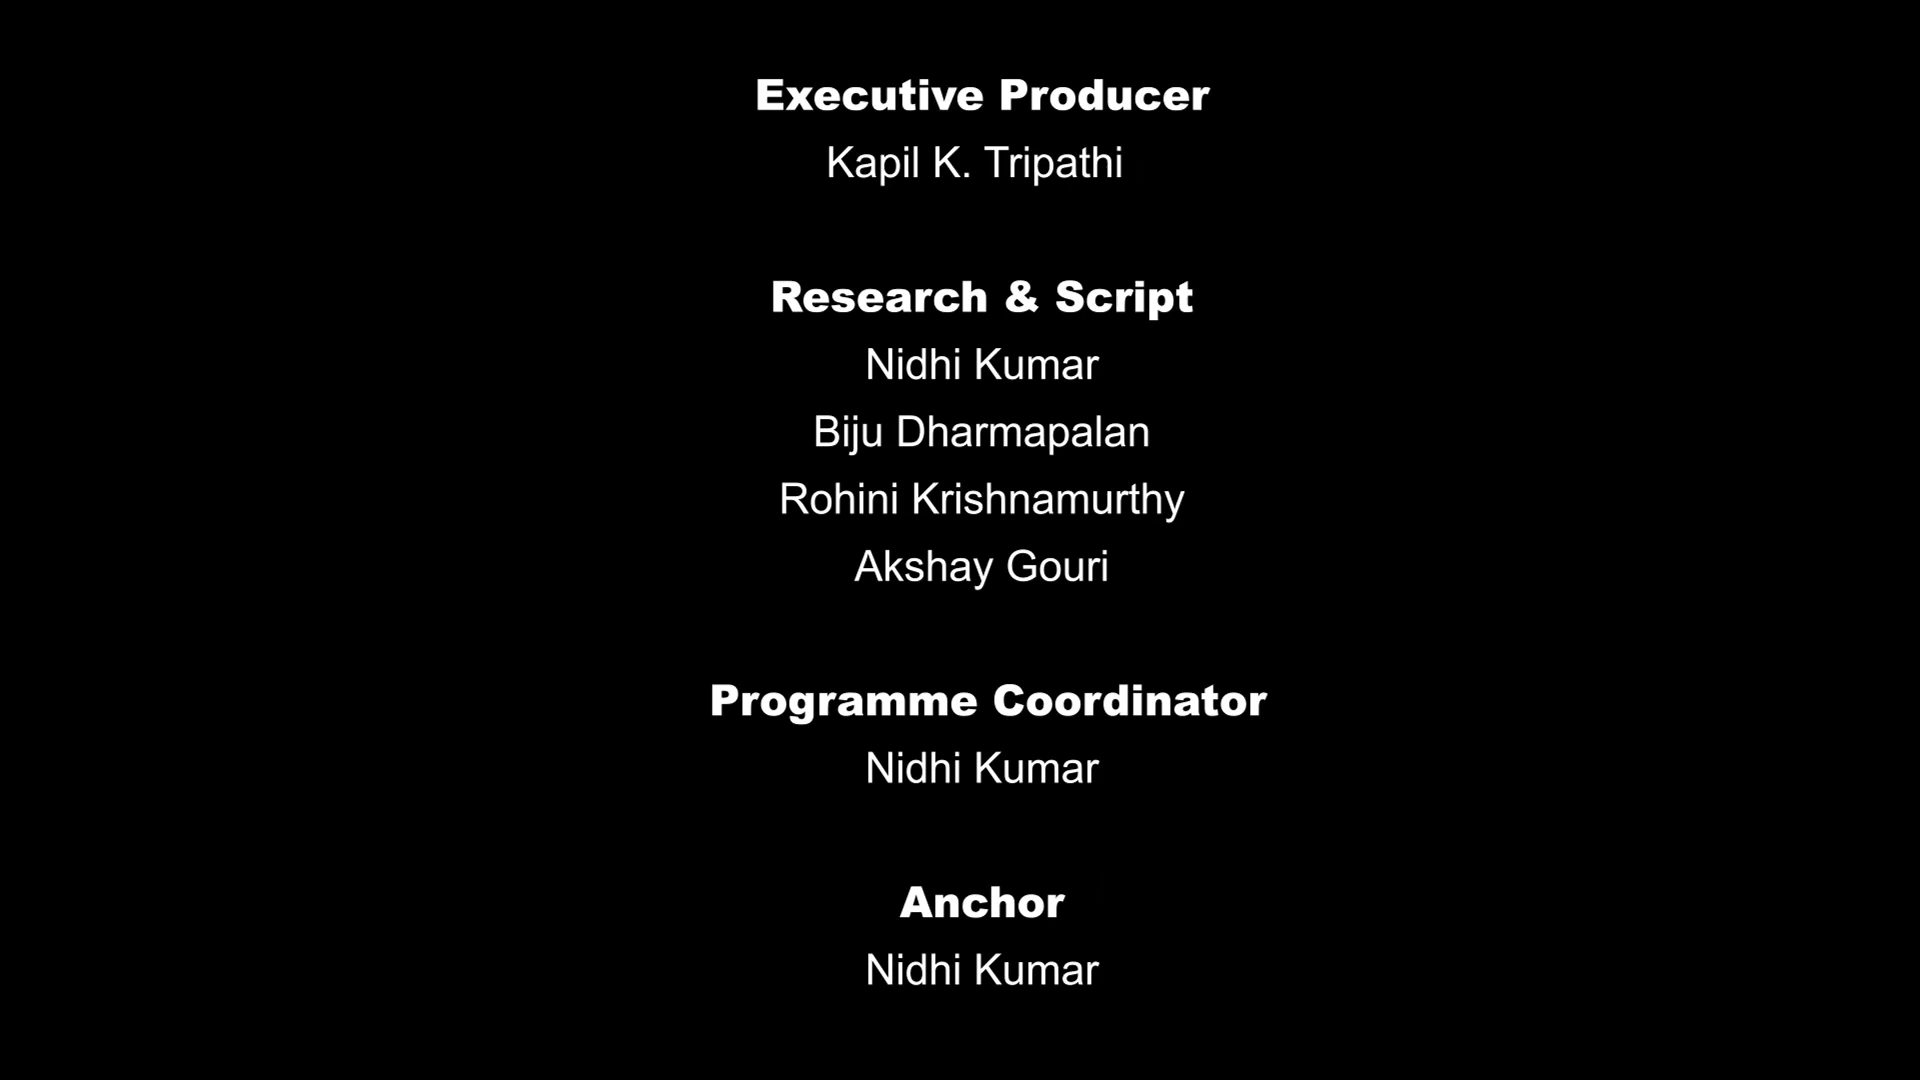 Executive Producer
Kapil K. Tripathi
Research & Script
Nidhi Kumar
Biju Dharmapalan
Rohini Krishnamurthy
Akshay Gouri
Programme Coordinator
Nidhi Kumar
Anchor
Nidhi Kumar